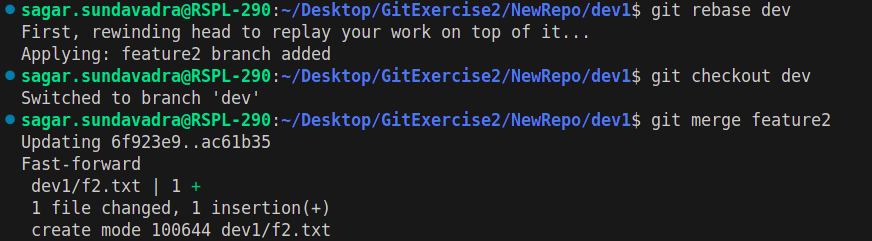 sagar.sundavadra@RSPL-290:~/Desktop/GitExercise2/NewRepo/dev1$ git rebase dev
First, rewinding head to replay your work on top of it...
Applying: feature2 branch added
sagar.sundavadra@RSPL-290:~/Desktop/GitExercise2/NewRepo/dev1$ git checkout dev
Switched to branch 'dev'
sagar.sundavadra@RSPL-290:~/Desktop/GitExercise2/NewRepo/dev1$ git merge feature2
Updating 6f923e9..ac61b35
Fast-forward
 dev1/f2.txt | 1 +
 1 file changed, 1 insertion(+)
 create mode 100644 dev1/f2.txt